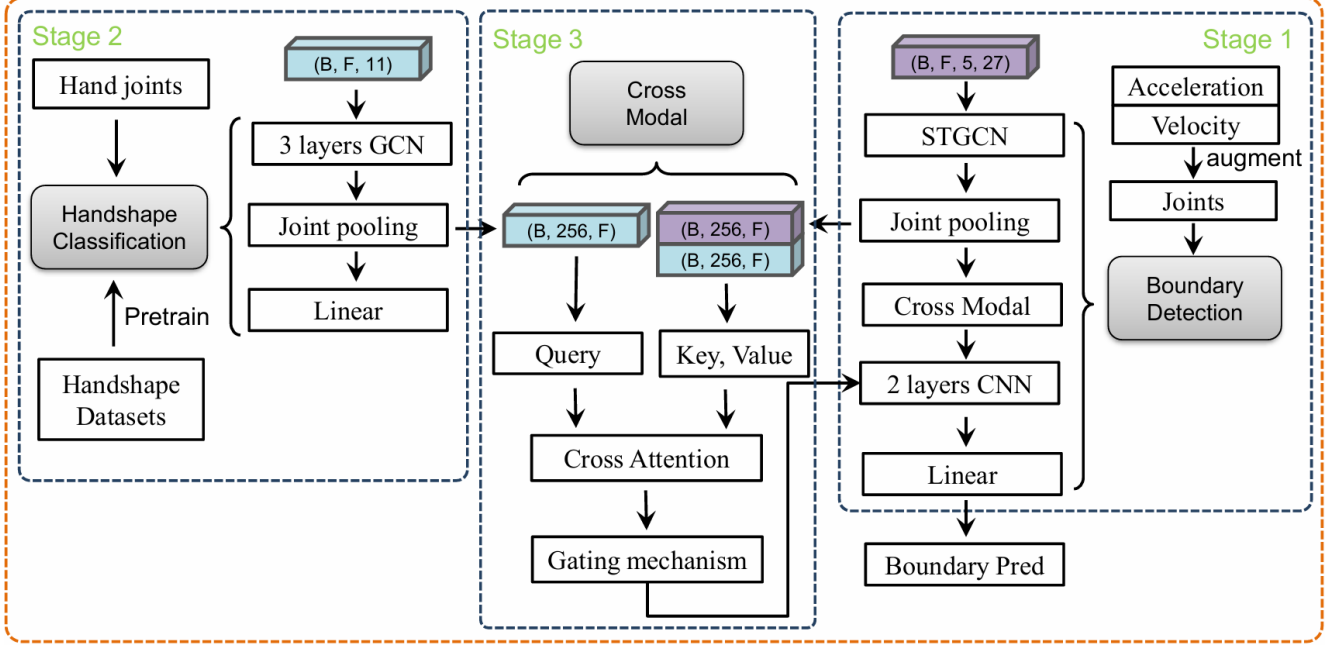 Stage 2
Hand joints
Handshape
Classification
Pretrain
Handshape
Datasets
(B, F, 11)
3 layers GCN
Joint pooling
Linear
Stage 3
Cross
Modal
(B, 256, F)
(B, 256, F)
(B, 256, F)
Query
Key, Value
Cross Attention
Gating mechanism
Stage 1
(B, F, 5, 27)
STGCN
Joint pooling
Cross Modal
2 layers CNN
Linear
Boundary Pred
Acceleration
Velocity
augment
Joints
Boundary
Detection